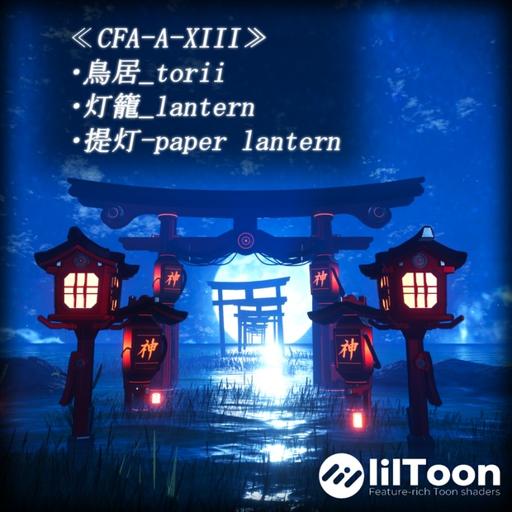 ≪CFA-A-XIII≫
・鳥居_torii
・灯籠_lantern
・提灯-paper lantern
神
神
神
神
lilToon
Feature-rich Toon shaders